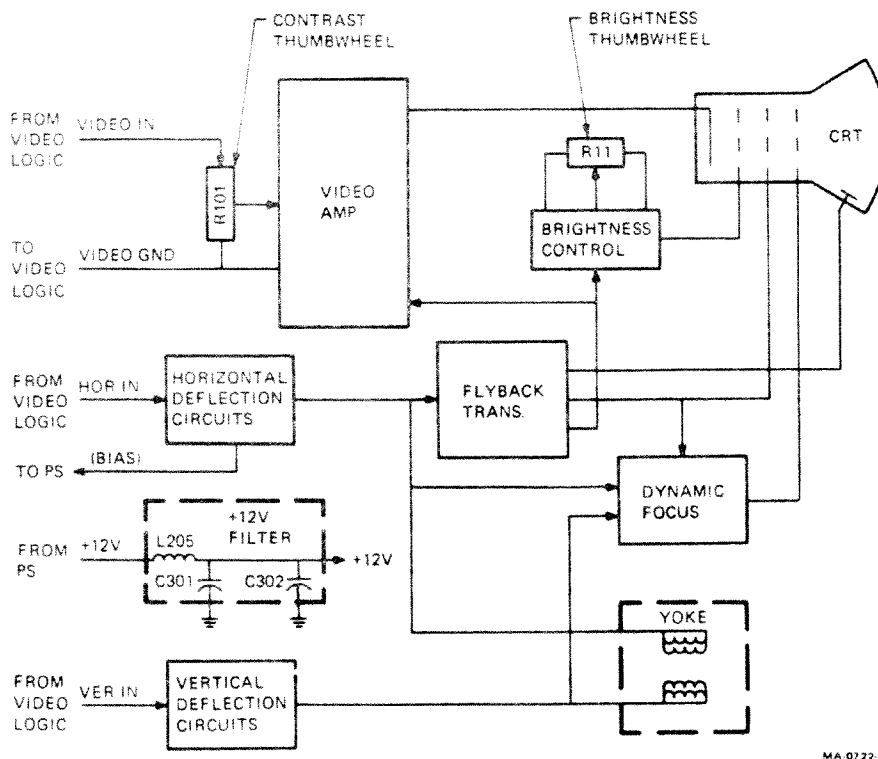 CONTRAST
THUMBWHEEL
BRIGHTNESS
THUMBWHEEL
FROM
VIDEO
LOGIC
VIDEO IN
R101
VIDEO
AMP
R11
CRT
BRIGHTNESS
CONTROL
TO
VIDEO
LOGIC
VIDEO GND
FROM
VIDEO
LOGIC
HOR IN
HORIZONTAL
DEFLECTION
CIRCUITS
FLYBACK
TRANS.
TO PS
(BIAS)
DYNAMIC
FOCUS
+12V
FILTER
FROM
PS
+12V
L205
C301
C302
+12V
YOKE
FROM
VIDEO
LOGIC
VER IN
VERTICAL
DEFLECTION
CIRCUITS